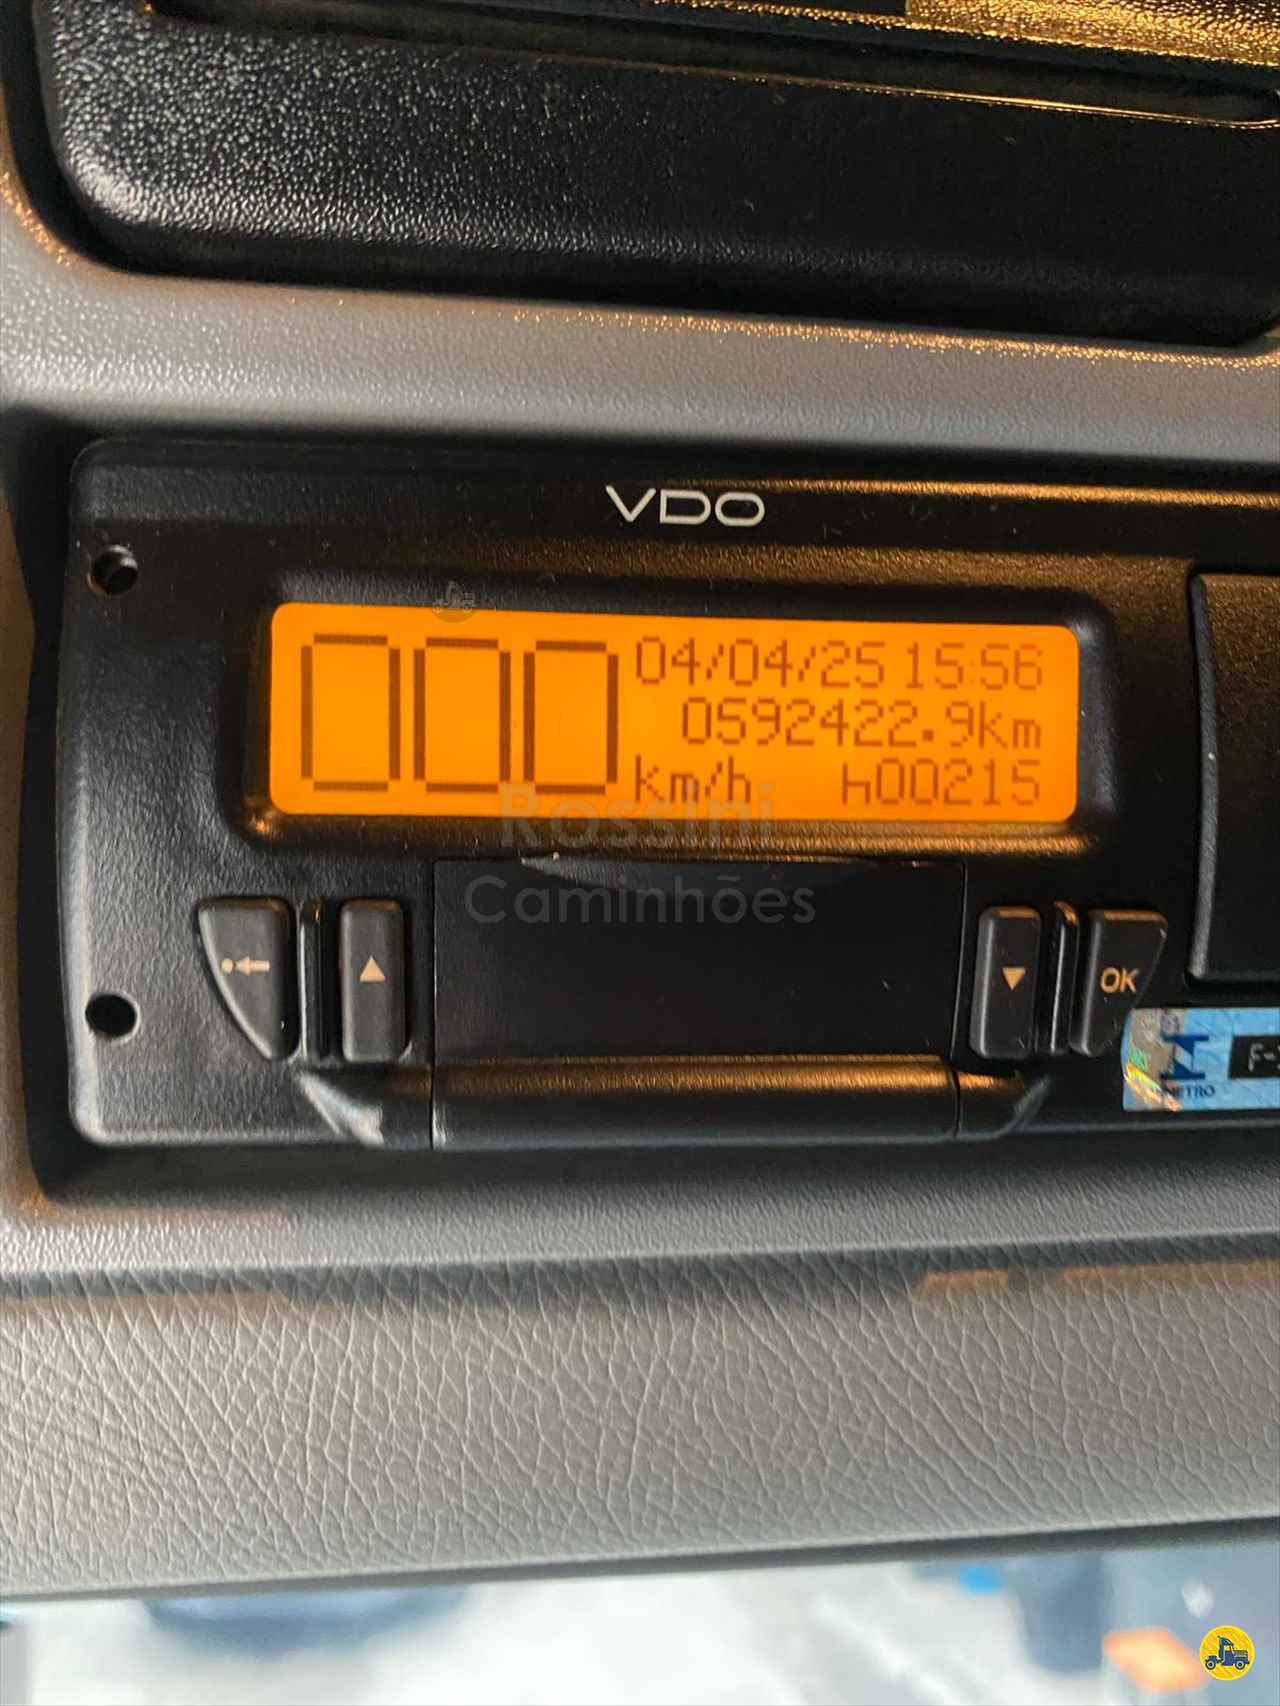 VDO
000 km/h
04/04/25 15:56
0592422.9km
h00215
Rossini
Caminhões
OK